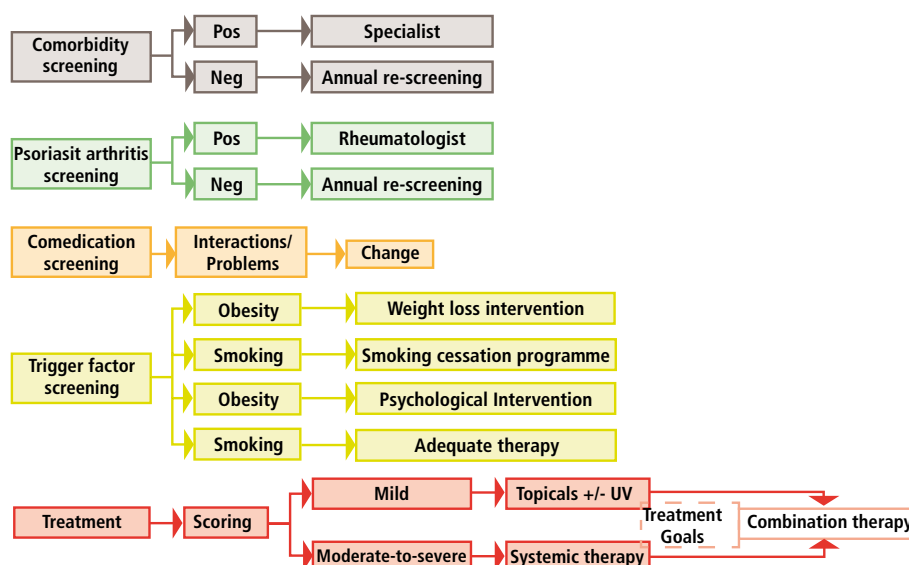 Comorbidity
screening
Pos
Specialist
Neg
Annual re-screening
Psoriasit arthritis
screening
Pos
Rheumatologist
Neg
Annual re-screening
Comedication
screening
Interactions/
Problems
Change
Trigger factor
screening
Obesity
Weight loss intervention
Smoking
Smoking cessation programme
Obesity
Psychological Intervention
Smoking
Adequate therapy
Treatment
Scoring
Mild
Topicals +/- UV
Treatment
Goals
Combination therapy
Moderate-to-severe
Systemic therapy